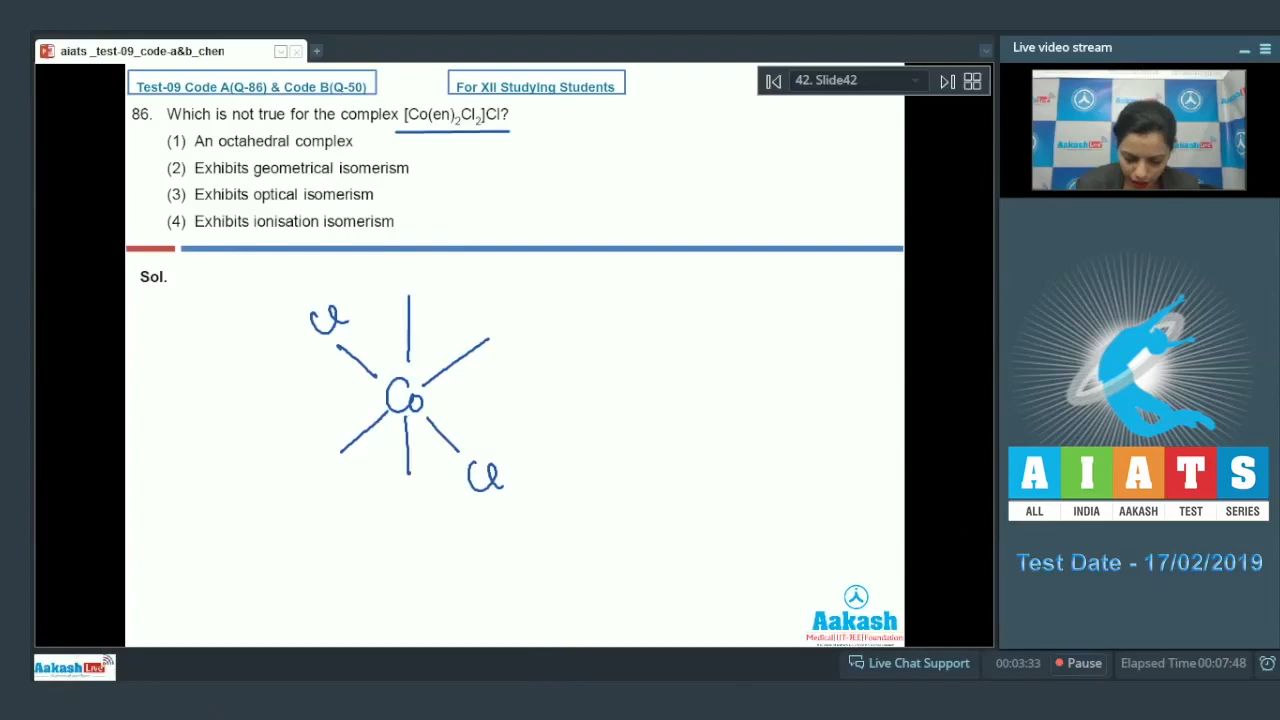 aiats _test-09_code-a&b_chen
Live video stream
Test-09 Code A(Q-86) & Code B(Q-50)
For XII Studying Students
42. Slide42
86. Which is not true for the complex [Co(en)₂Cl₂]Cl?
(1) An octahedral complex
(2) Exhibits geometrical isomerism
(3) Exhibits optical isomerism
(4) Exhibits ionisation isomerism
Sol.
Cl
Co
Cl
A I A T S
ALL INDIA AAKASH TEST SERIES
Test Date - 17/02/2019
Aakash
Medical|IIT-JEE|Foundation
Aakash Live
Live Chat Support
00:03:33
Pause
Elapsed Time 00:07:48